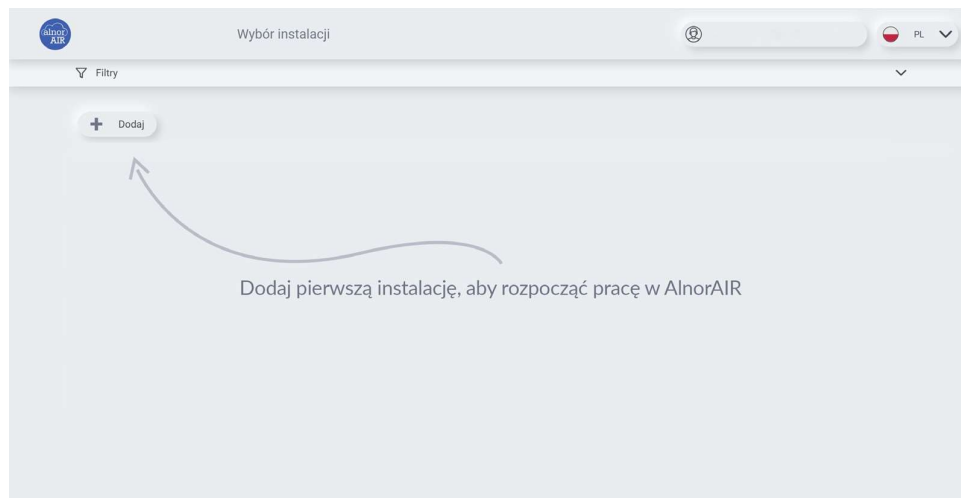 alnor
AIR
Wybór instalacji
PL
Filtry
Dodaj
Dodaj pierwszą instalację, aby rozpocząć pracę w AlnorAIR